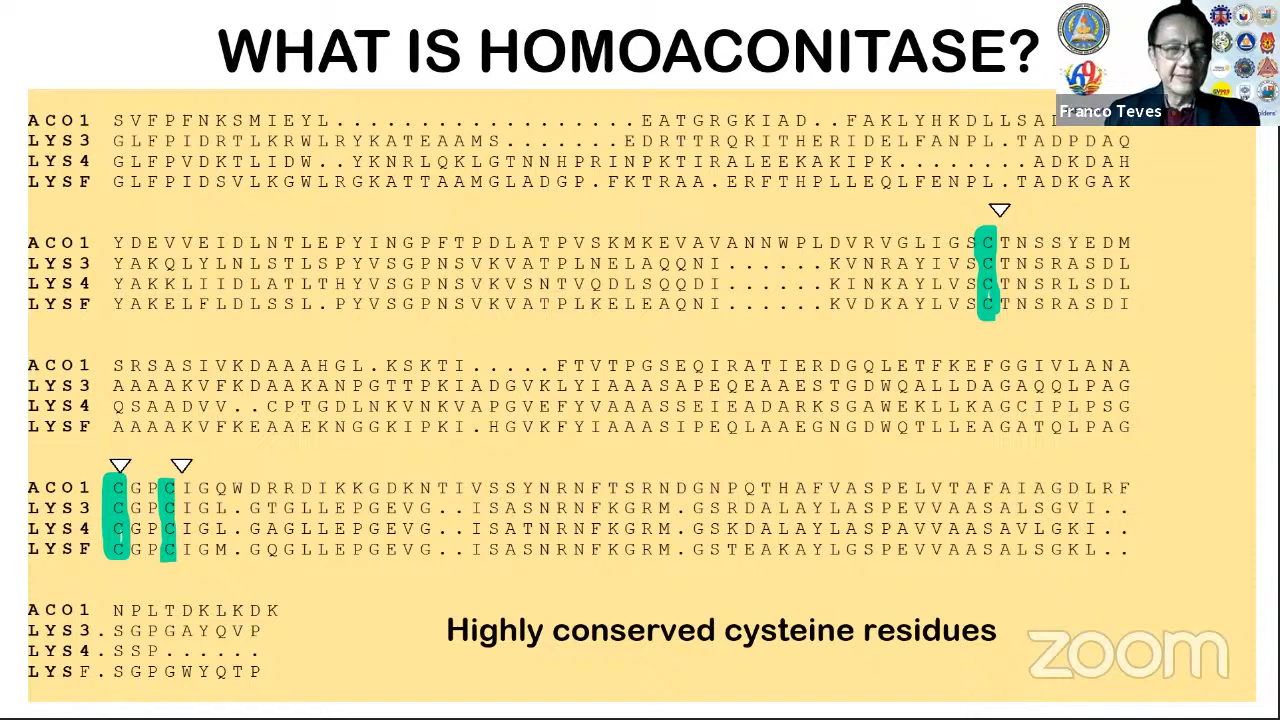 WHAT IS HOMOACONITASE?
Franco Teves
ACO1 SVFPFNKSMIEYL..................EATGRGKIAD..FAKLYHKDLLSA
LYS3 GLFPIDRTLKRWLRYKATEAAMS.......EDRTTRQRITHERIDELFANPL.TADPDAQ
LYS4 GLFPVDKTLIDW..YKNRLQKLGTNNHPRINPKTIRALEEKAKIPK........ADKDAH
LYSF GLFPIDSVLKGWLRGKATTAAMGLADGP.FKTRAA.ERFTHPLLEQLFENPL.TADKGAK
ACO1 YDEVVEIDLNTLEPYINGPFTPDLATPVSKMKEVAVANNWPLDVRVGLIGSCTNSSYEDM
LYS3 YAKQLYLNLSTLSPYVSGPNSVKVATPLNELAQQNI......KVNRAYIVSCTNSRASDL
LYS4 YAKKLIIDLATLTHYVSGPNSVKVSNTVQDLSQQDI......KINKAYLVSCTNSRLSDL
LYSF YAKELFLDLSSL.PYVSGPNSVKVATPLKELEAQNI......KVDKAYLVSCTNSRASDI
ACO1 SRSASIVKDAAAHGL.KSKTI.....FTVTPGSEQIRATIERDGQLETFKEFGGIVLANA
LYS3 AAAAKVFKDAAKANPGTTPKIADGVKLYIAAASAPEQEAAESTGDWQALLDAGAQQLPAG
LYS4 QSAADVV..CPTGDLNKVNKVAPGVEFYVAAASSEIEADARKSGAWEKLLKAGCIPLPSG
LYSF AAAAKVFKEAAEKNGGKIPKI.HGVKFYIAAASIPEQLAAEGNGDWQTLLEAGATQLPAG
ACO1 CGPCIGQWDRRDIKKGDKNTIVSSYNRNFTSRNDGNPQTHAFVASPELVTAFAIAGDLRF
LYS3 CGPCIGL.GTGLLEPGEVG..ISASNRNFKGRM.GSRDALAYLASPAVVAASALSGVI..
LYS4 CGPCIGL.GAGLLEPGEVG..ISATNRNFKGRM.GSKDALAYLASPAVVAASAVLGKI..
LYSF CGPCIGM.GQGLLEPGEVG..ISASNRNFKGRM.GSTEAKAILGSPEVVAASALSGKL..
ACO1 NPLTDKLKDK
LYS3.SGPGAYQVP
LYS4.SSP......
LYSF.SGPGWYQTP
Highly conserved cysteine residues
zoom